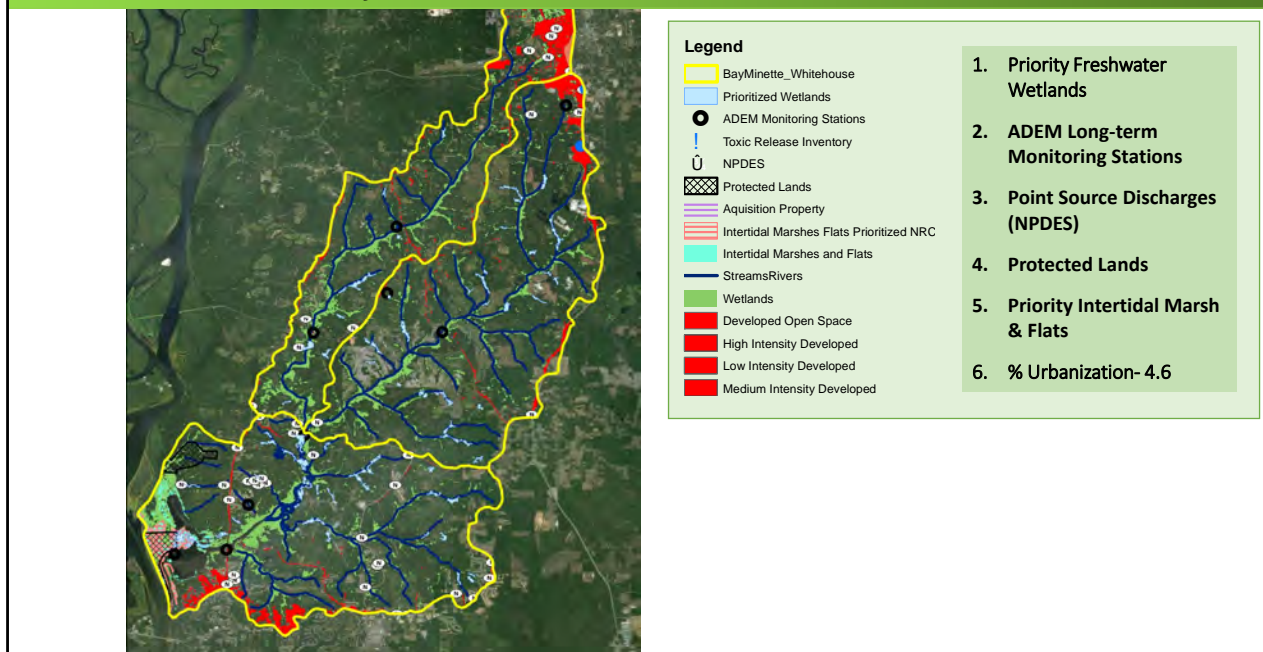 Legend
BayMinette_Whitehouse
Prioritized Wetlands
ADEM Monitoring Stations
! Toxic Release Inventory
Û NPDES
Protected Lands
Aquisition Property
Intertidal Marshes Flats Prioritized NRC
Intertidal Marshes and Flats
StreamsRivers
Wetlands
Developed Open Space
High Intensity Developed
Low Intensity Developed
Medium Intensity Developed
1. Priority Freshwater
Wetlands
2. ADEM Long-term
Monitoring Stations
3. Point Source Discharges
(NPDES)
4. Protected Lands
5. Priority Intertidal Marsh
& Flats
6. % Urbanization- 4.6